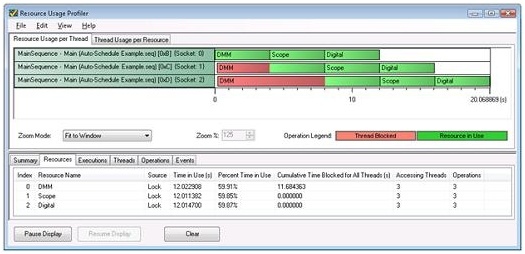 Resource Usage Profiler
File Edit View Help
Resource Usage per Thread Thread Usage per Resource
MainSequence - Main (Auto-Schedule Example.seq) [0xB] (Socket: 0) DMM Scope Digital
MainSequence - Main (Auto-Schedule Example.seq) [0xC] (Socket: 1) DMM Scope Digital
MainSequence - Main (Auto-Schedule Example.seq) [0xD] (Socket: 2) DMM Scope Digital
0 10 20.068869 (s)
Zoom Mode: Fit to Window Zoom %: 125 Operation Legend: Thread Blocked Resource in Use
Summary Resources Executions Threads Operations Events
Index Resource Name Source Time in Use (s) Percent Time in Use Cumulative Time Blocked for All Threads (s) Accessing Threads Operations
0 DMM Lock 12.022908 59.91% 11.684363 3 3
1 Scope Lock 12.011382 59.85% 0.000000 3 3
2 Digital Lock 12.014700 59.87% 0.000000 3 3
Pause Display Resume Display Clear